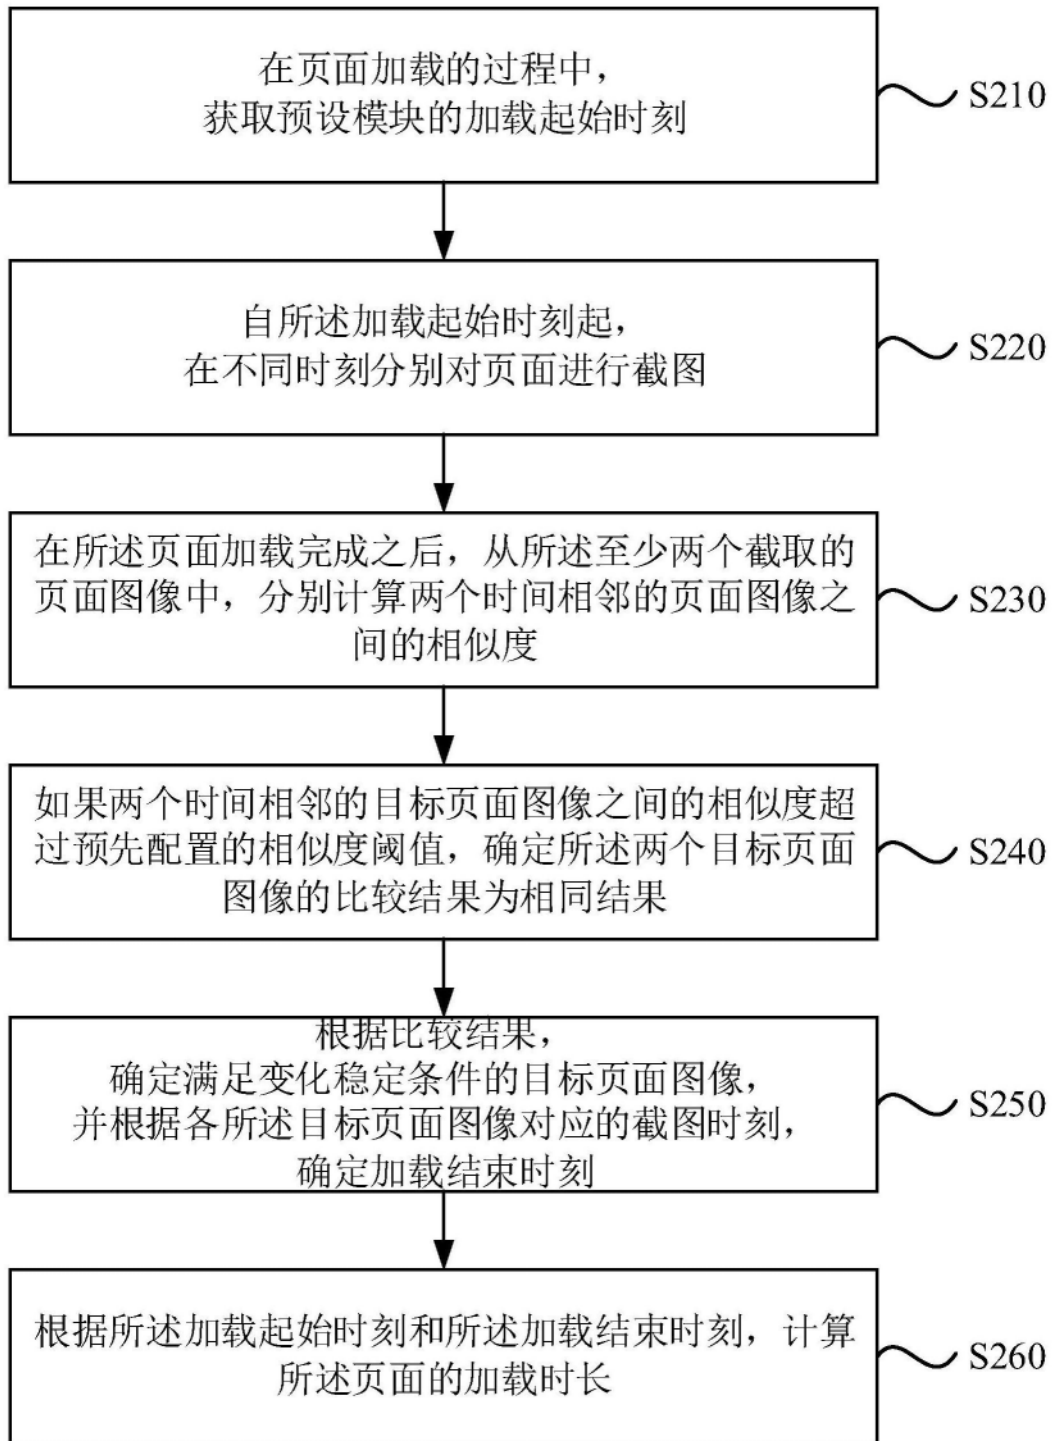 在页面加载的过程中，
获取预设模块的加载起始时刻
S210
自所述加载起始时刻起，
在不同时刻分别对页面进行截图
S220
在所述页面加载完成之后，从所述至少两个截取的
页面图像中，分别计算两个时间相邻的页面图像之
间的相似度
S230
如果两个时间相邻的目标页面图像之间的相似度超
过预先配置的相似度阈值，确定所述两个目标页面
图像的比较结果为相同结果
S240
根据比较结果，
确定满足变化稳定条件的目标页面图像，
并根据各所述目标页面图像对应的截图时刻，
确定加载结束时刻
S250
根据所述加载起始时刻和所述加载结束时刻，计算
所述页面的加载时长
S260